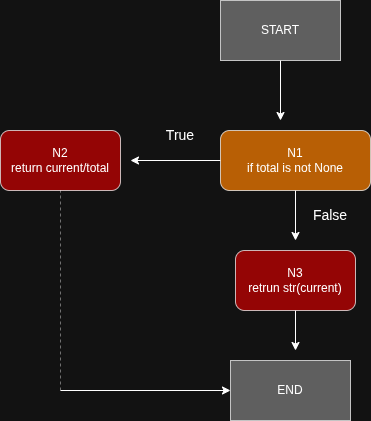 START
True
N2
return current/total
N1
if total is not None
False
N3
retrun str(current)
END